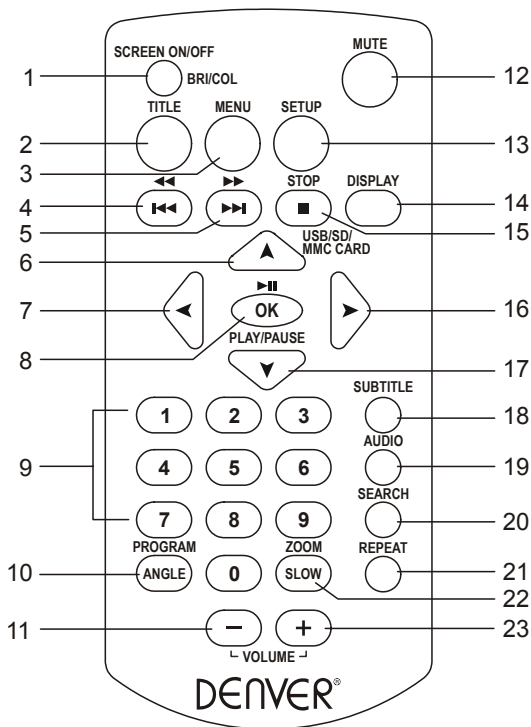 SCREEN ON/OFF
MUTE
1
BRI/COL
12
TITLE
MENU
SETUP
2
13
3
STOP
DISPLAY
4
14
5
15
USB/SD/
MMC CARD
6
7
OK
16
8
PLAY/PAUSE
17
SUBTITLE
1
2
3
18
AUDIO
9
4
5
6
19
SEARCH
7
8
9
20
PROGRAM
ZOOM
REPEAT
10
ANGLE
0
SLOW
21
22
11
−
+
23
VOLUME
DENVER®